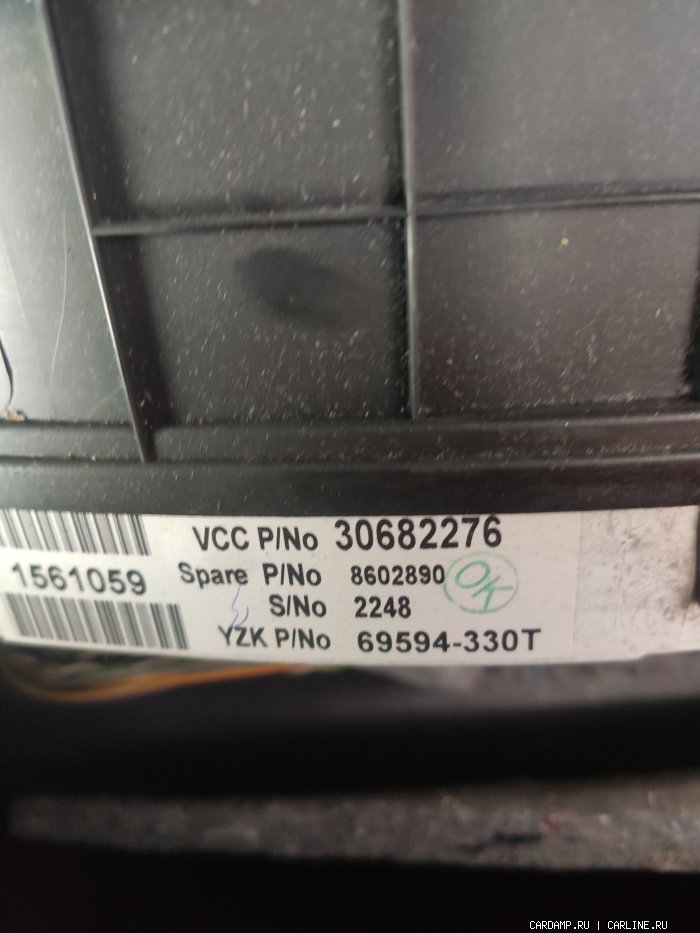 VCC P/No 30682276
1561059
Spare P/No 8602890 OK
S/No 2248
YZK P/No 69594-330T
CARDAMP.RU | CARLINE.RU